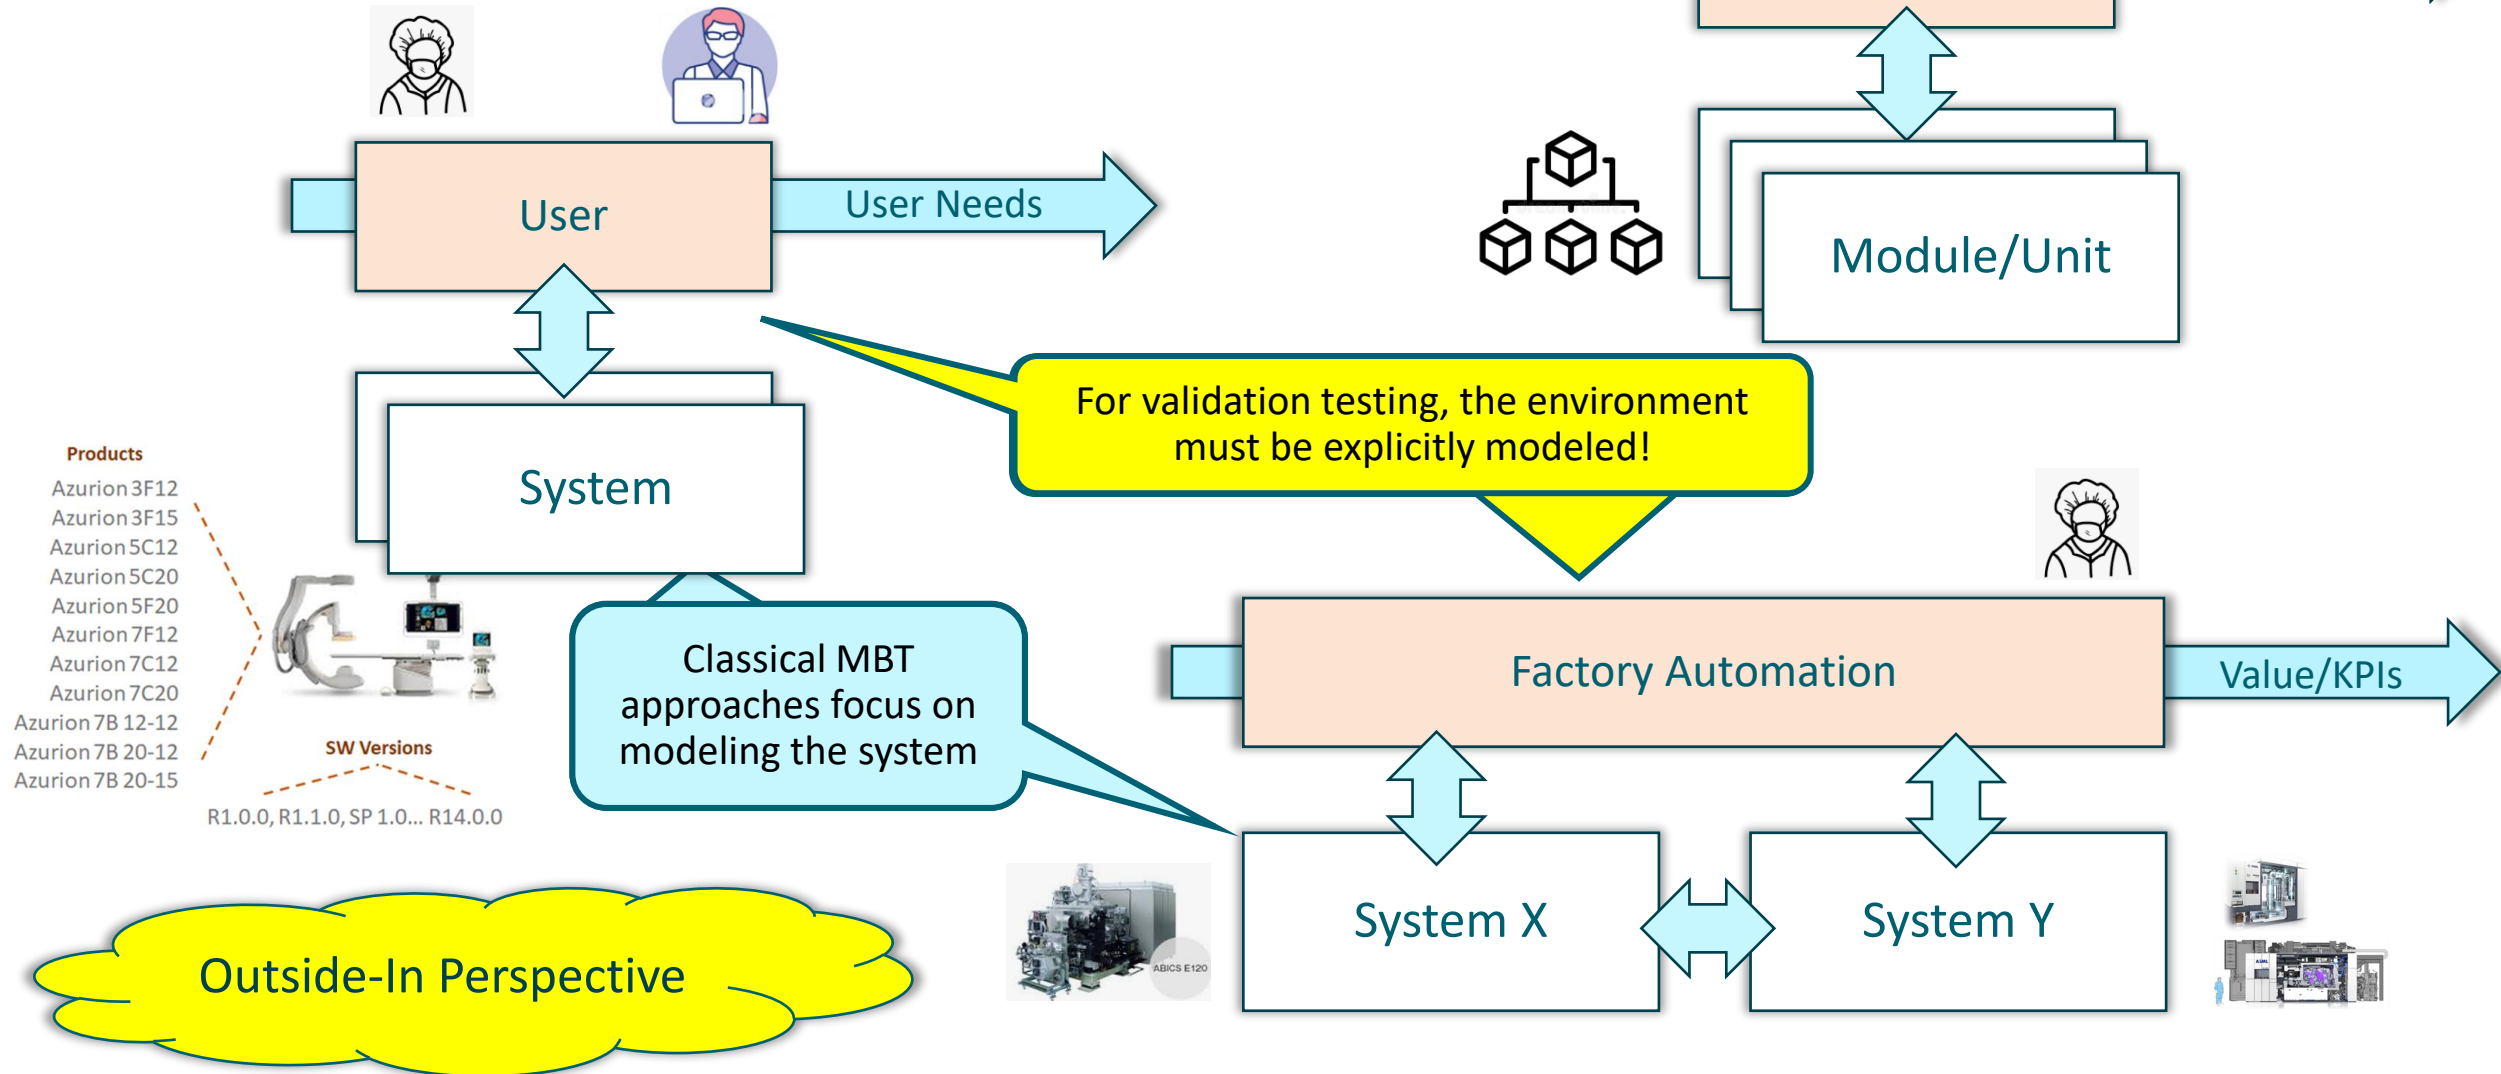 User
User Needs
Module/Unit
For validation testing, the environment
must be explicitly modeled!
System
Products
Azurion 3F12
Azurion 3F15
Azurion 5C12
Azurion 5C20
Azurion 5F20
Azurion 7F12
Azurion 7C12
Azurion 7C20
Azurion 7B 12-12
Azurion 7B 20-12
Azurion 7B 20-15
SW Versions
R1.0.0, R1.1.0, SP 1.0... R14.0.0
Classical MBT
approaches focus on
modeling the system
Factory Automation
Value/KPIs
System X
System Y
ABICS E120
ASML
Outside-In Perspective